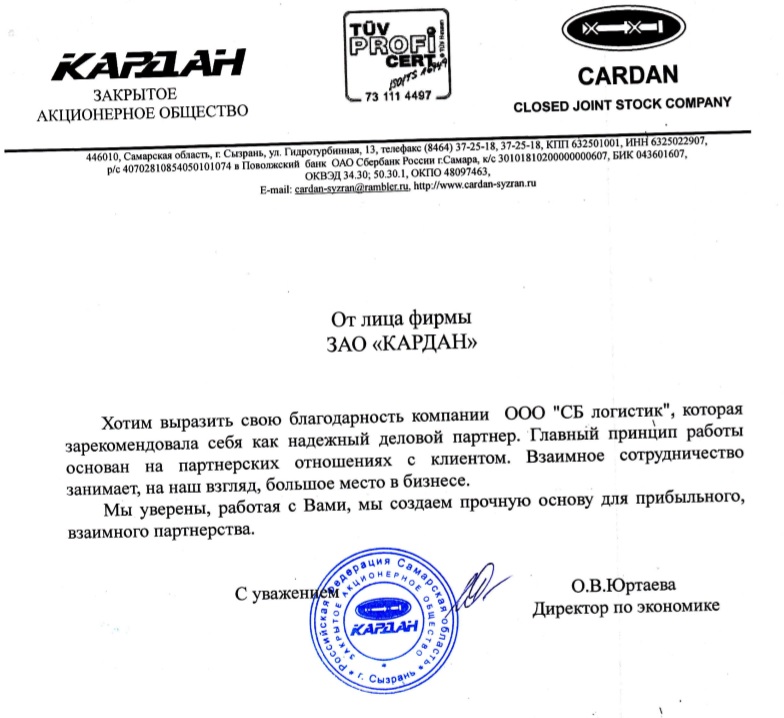 КАРДАН
ЗАКРЫТОЕ
АКЦИОНЕРНОЕ ОБЩЕСТВО
TÜV
PROFI
CERT
73 111 4497
CARDAN
CLOSED JOINT STOCK COMPANY
446010, Самарская область, г. Сызрань, ул. Гидротурбинная, 13, телефакс (8464) 37-25-18, 37-25-18, КПП 632501001, ИНН 6325022907,
р/с 40702810854050101074 в Поволжский банк ОАО Сбербанк России г.Самара, к/с 30101810200000000607, БИК 043601607,
ОКВЭД 34.30; 50.30.1, ОКПО 48097463,
E-mail: cardan-syzran@rambler.ru, http://www.cardan-syzran.ru
От лица фирмы
ЗАО «КАРДАН»
Хотим выразить свою благодарность компании ООО "СБ логистик", которая
зарекомендовала себя как надежный деловой партнер. Главный принцип работы
основан на партнерских отношениях с клиентом. Взаимное сотрудничество
занимает, на наш взгляд, большое место в бизнесе.
Мы уверены, работая с Вами, мы создаем прочную основу для прибыльного,
взаимного партнерства.
С уважением
О.В.Юртаева
Директор по экономике
Российская Федерация Самарская область
* г. Сызрань *
ЗАКРЫТОЕ АКЦИОНЕРНОЕ ОБЩЕСТВО
КАРДАН